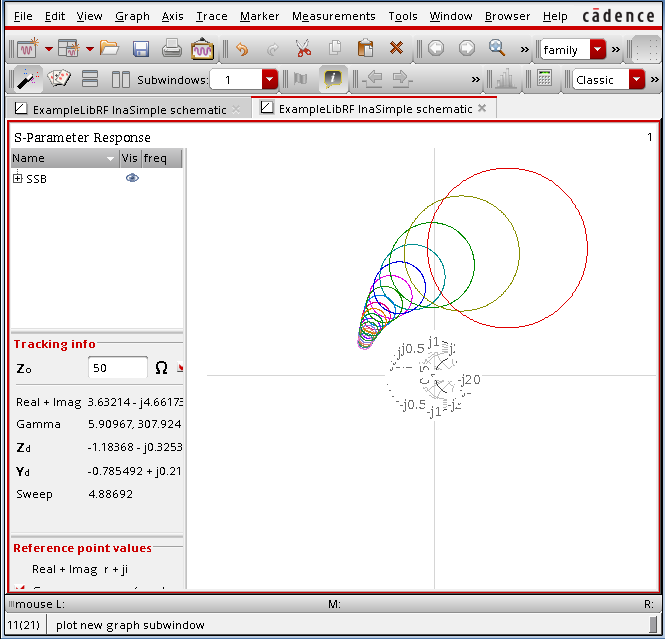 File Edit View Graph Axis Trace Marker Measurements Tools Window Browser Help cādence
» family »
Subwindows: 1 » Classic »
ExampleLibRF lnaSimple schematic ExampleLibRF lnaSimple schematic
S-Parameter Response 1
Name Vis freq
SSB
Tracking info
Zo 50 Ω
Real + Imag 3.63214 - j4.66173
Gamma 5.90967, 307.924
Zd -1.18368 - j0.3253
Yd -0.785492 + j0.21
Sweep 4.88692
Reference point values
Real + Imag r + ji
j0.5 j1
-j20
-j0.5 -j1
mouse L: M: R:
11(21) plot new graph subwindow